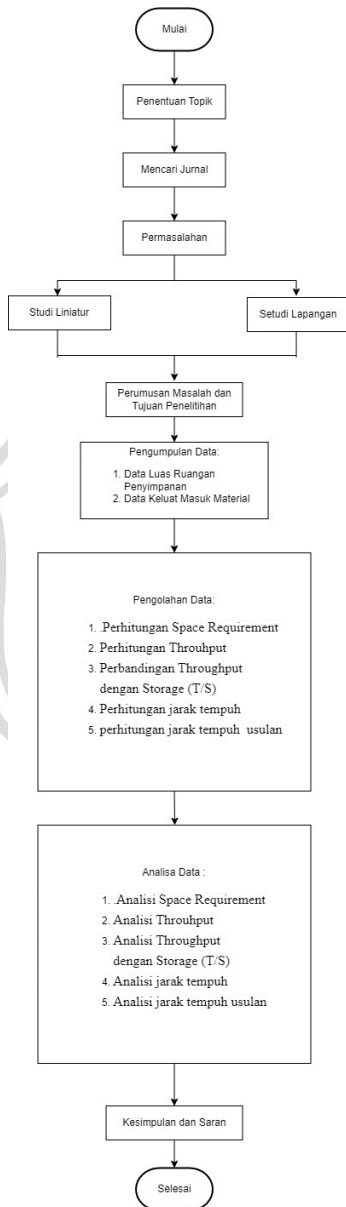 Mulai
Penentuan Topik
Mencari Jurnal
Permasalahan
Studi Liniatur
Setudi Lapangan
Perumusan Masalah dan
Tujuan Penelitihan
Pengumpulan Data:
1. Data Luas Ruangan
Penyimpanan
2. Data Keluat Masuk Material
Pengolahan Data:
1. .Perhitungan Space Requirement
2. Perhitungan Throuhput
3. Perbandingan Throughput
dengan Storage (T/S)
4. Perhitungan jarak tempuh
5. perhitungan jarak tempuh usulan
Analisa Data :
1. .Analisi Space Requirement
2. Analisi Throuhput
3. Analisi Throughput
dengan Storage (T/S)
4. Analisi jarak tempuh
5. Analisi jarak tempuh usulan
Kesimpulan dan Saran
Selesai